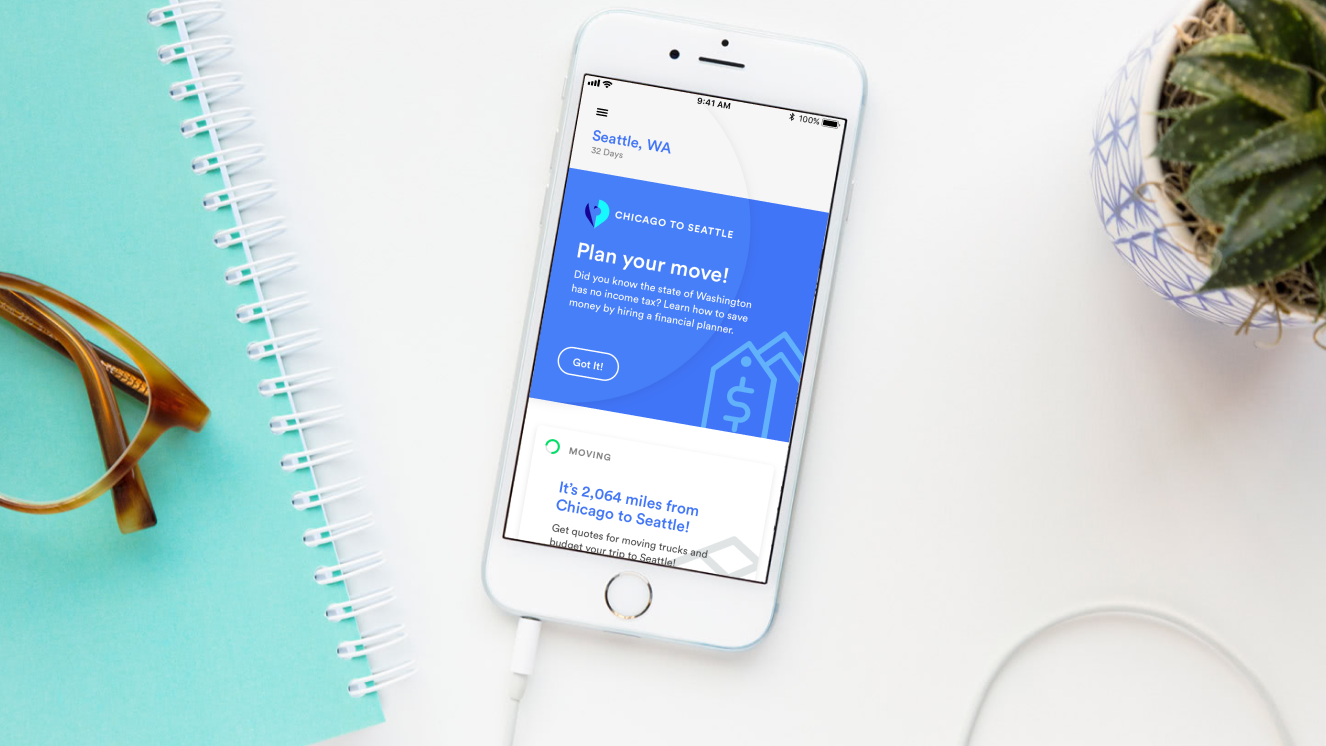 9:41 AM
100%
Seattle, WA
32 Days
CHICAGO TO SEATTLE
Plan your move!
Did you know the state of Washington
has no income tax? Learn how to save
money by hiring a financial planner.
Got It!
$
MOVING
It's 2,064 miles from
Chicago to Seattle!
Get quotes for moving trucks and
budget your trip to Seattle!